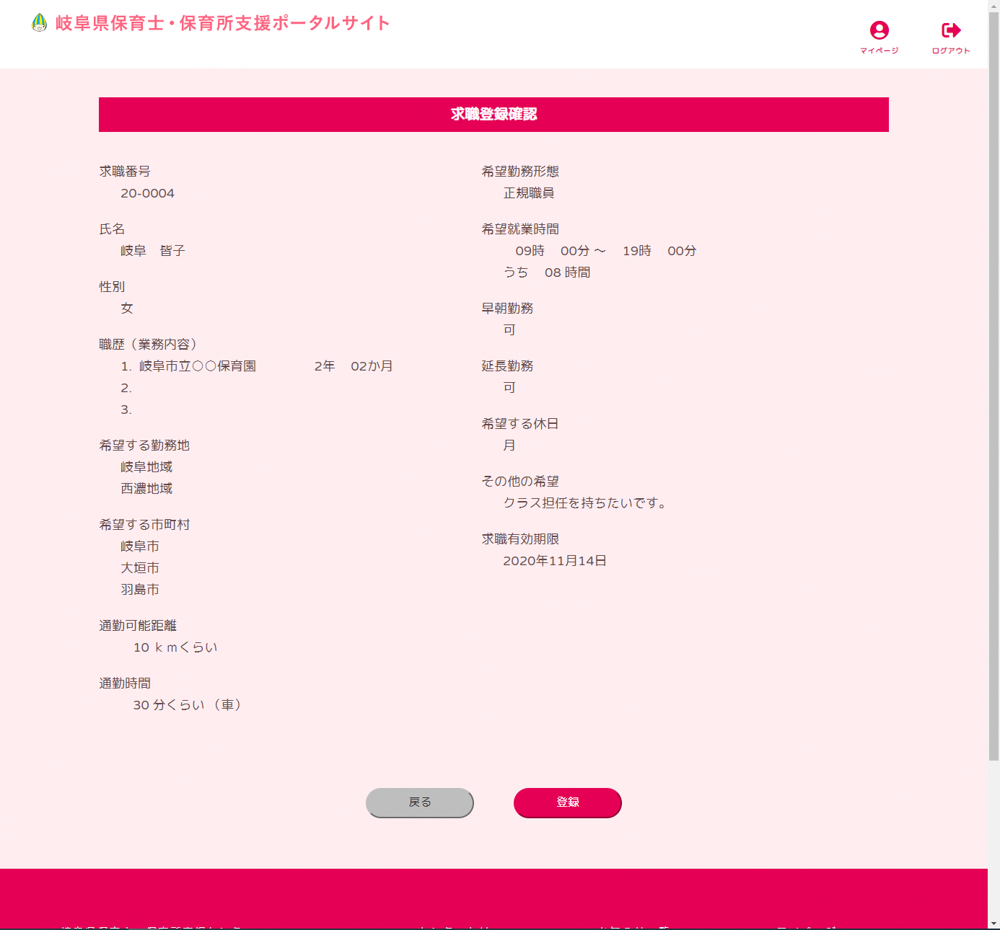 岐阜県保育士・保育所支援ポータルサイト
マイページ
ログアウト
求職登録確認
求職番号
20-0004
氏名
岐阜　皆子
性別
女
職歴（業務内容）
1. 岐阜市立〇〇保育園 2年 02か月
2.
3.
希望する勤務地
岐阜地域
西濃地域
希望する市町村
岐阜市
大垣市
羽島市
通勤可能距離
10 ｋｍくらい
通勤時間
30 分くらい （車）
希望勤務形態
正規職員
希望就業時間
09時 00分 ～ 19時 00分
うち 08 時間
早朝勤務
可
延長勤務
可
希望する休日
月
その他の希望
クラス担任を持ちたいです。
求職有効期限
2020年11月14日
戻る
登録